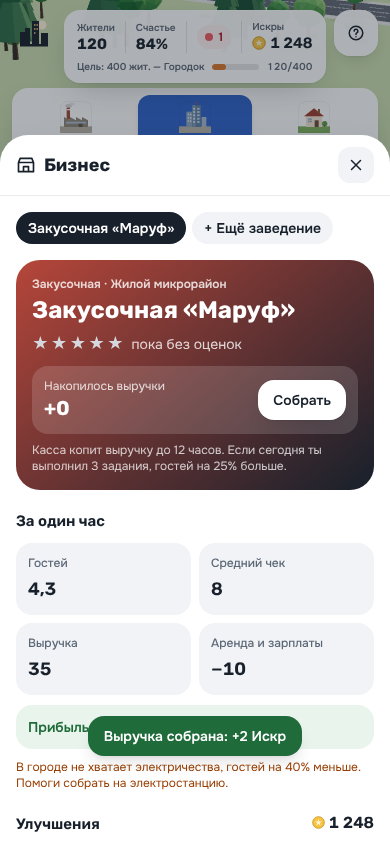 Жители
Счастье
Искры
120
84%
1
1 248
Цель: 400 жит. — Городок
120/400
Бизнес
Закусочная «Маруф»
+ Ещё заведение
Закусочная · Жилой микрорайон
Закусочная «Маруф»
пока без оценок
Накопилось выручки
+0
Собрать
Касса копит выручку до 12 часов. Если сегодня ты
выполнил 3 задания, гостей на 25% больше.
За один час
Гостей
4,3
Средний чек
8
Выручка
35
Аренда и зарплаты
−10
Прибыль
Выручка собрана: +2 Искр
В городе не хватает электричества, гостей на 40% меньше.
Помоги собрать на электростанцию.
Улучшения
1 248